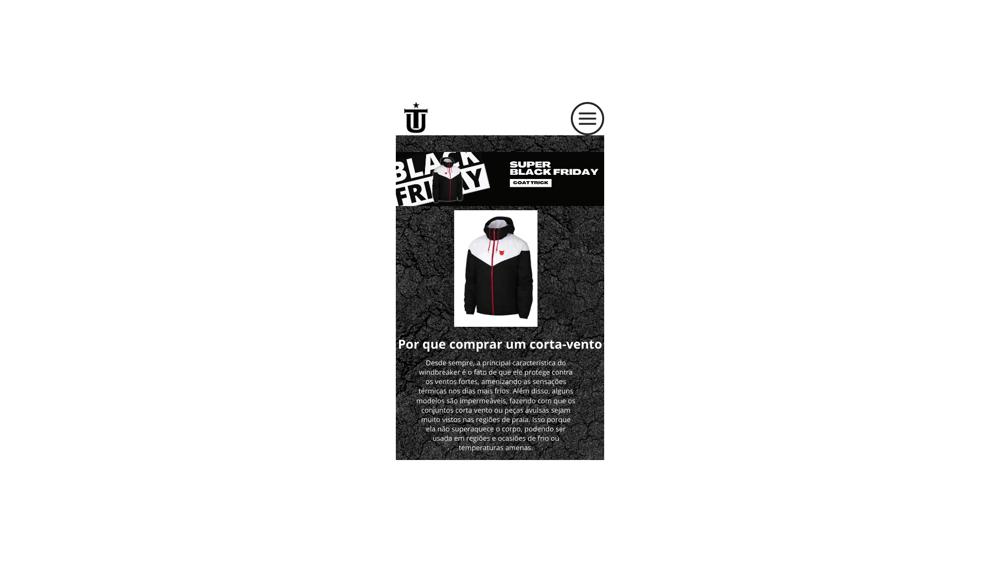 UT
BLACK
FRIDAY
SUPER
BLACK FRIDAY
COAT TRICK
Por que comprar um corta-vento
Desde sempre, a principal característica do
windbreaker é o fato de que ele protege contra
os ventos fortes, amenizando as sensações
térmicas nos dias mais frios. Além disso, alguns
modelos são impermeáveis, fazendo com que os
conjuntos corta vento ou peças avulsas sejam
muito vistos nas regiões de praia. Isso porque
ela não superaquece o corpo, podendo ser
usada em regiões e ocasiões de frio ou
temperaturas amenas.